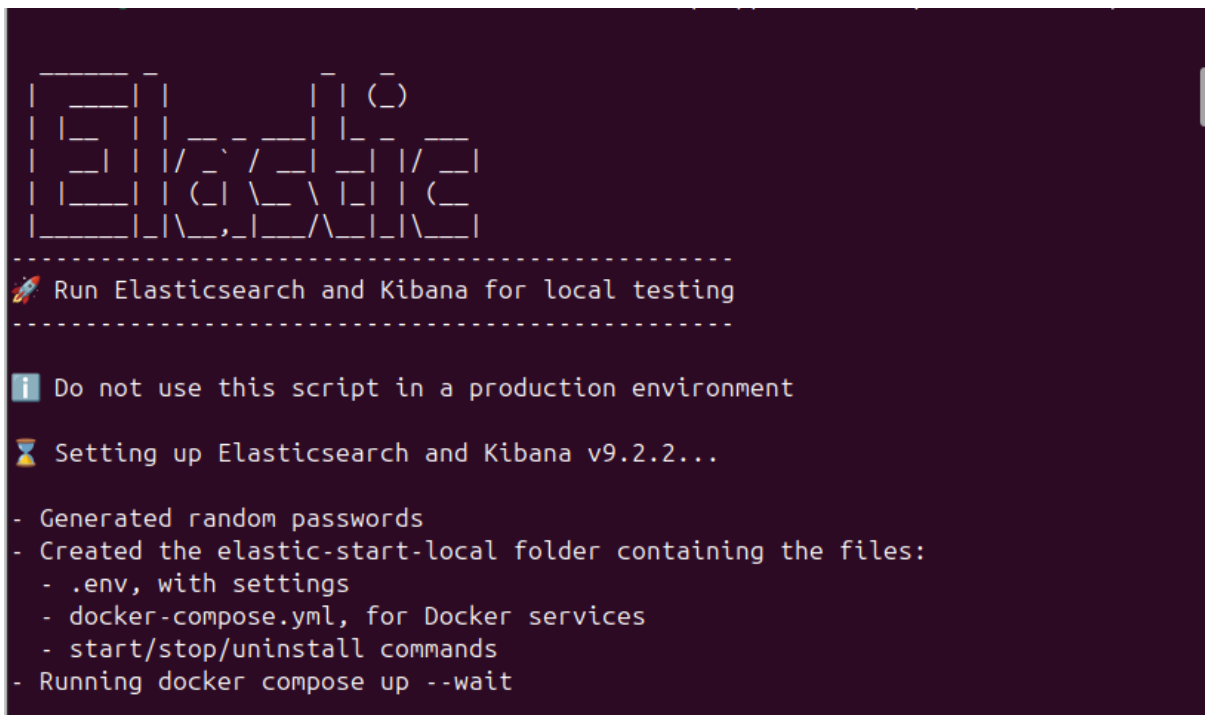 Elastic
-------------------------------------------------
🚀 Run Elasticsearch and Kibana for local testing
-------------------------------------------------
ℹ️ Do not use this script in a production environment
⌛ Setting up Elasticsearch and Kibana v9.2.2...
- Generated random passwords
- Created the elastic-start-local folder containing the files:
  - .env, with settings
  - docker-compose.yml, for Docker services
  - start/stop/uninstall commands
- Running docker compose up --wait